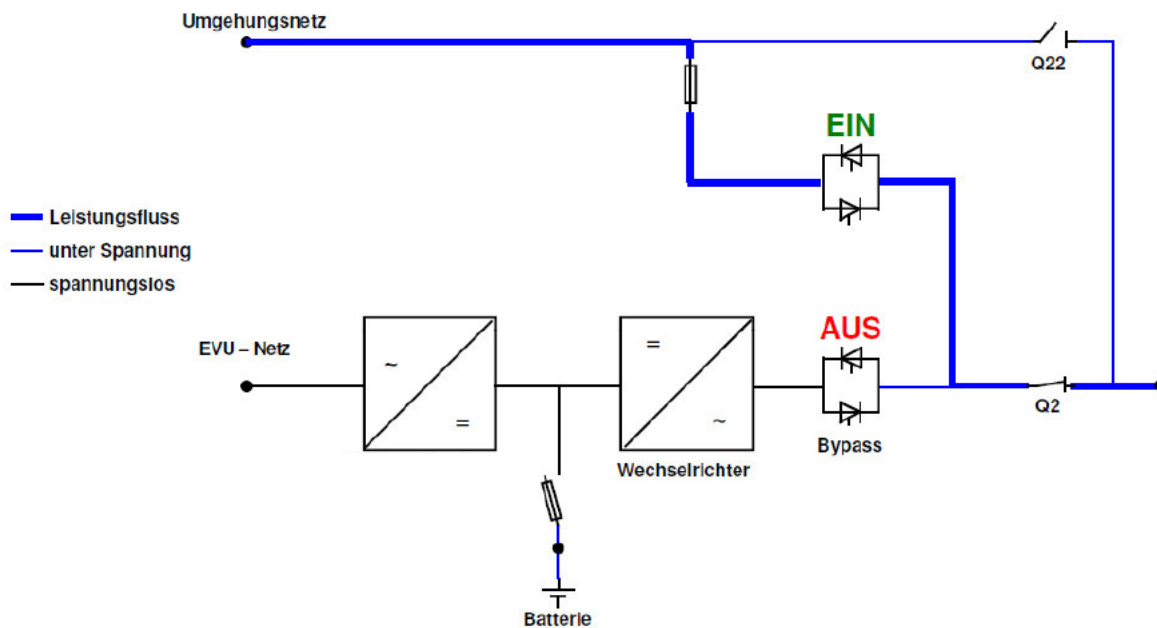 Umgehungsnetz
Q22
EIN
Leistungsfluss
unter Spannung
spannungslos
EVU – Netz
~
=
=
~
AUS
Q2
Bypass
Wechselrichter
Batterie